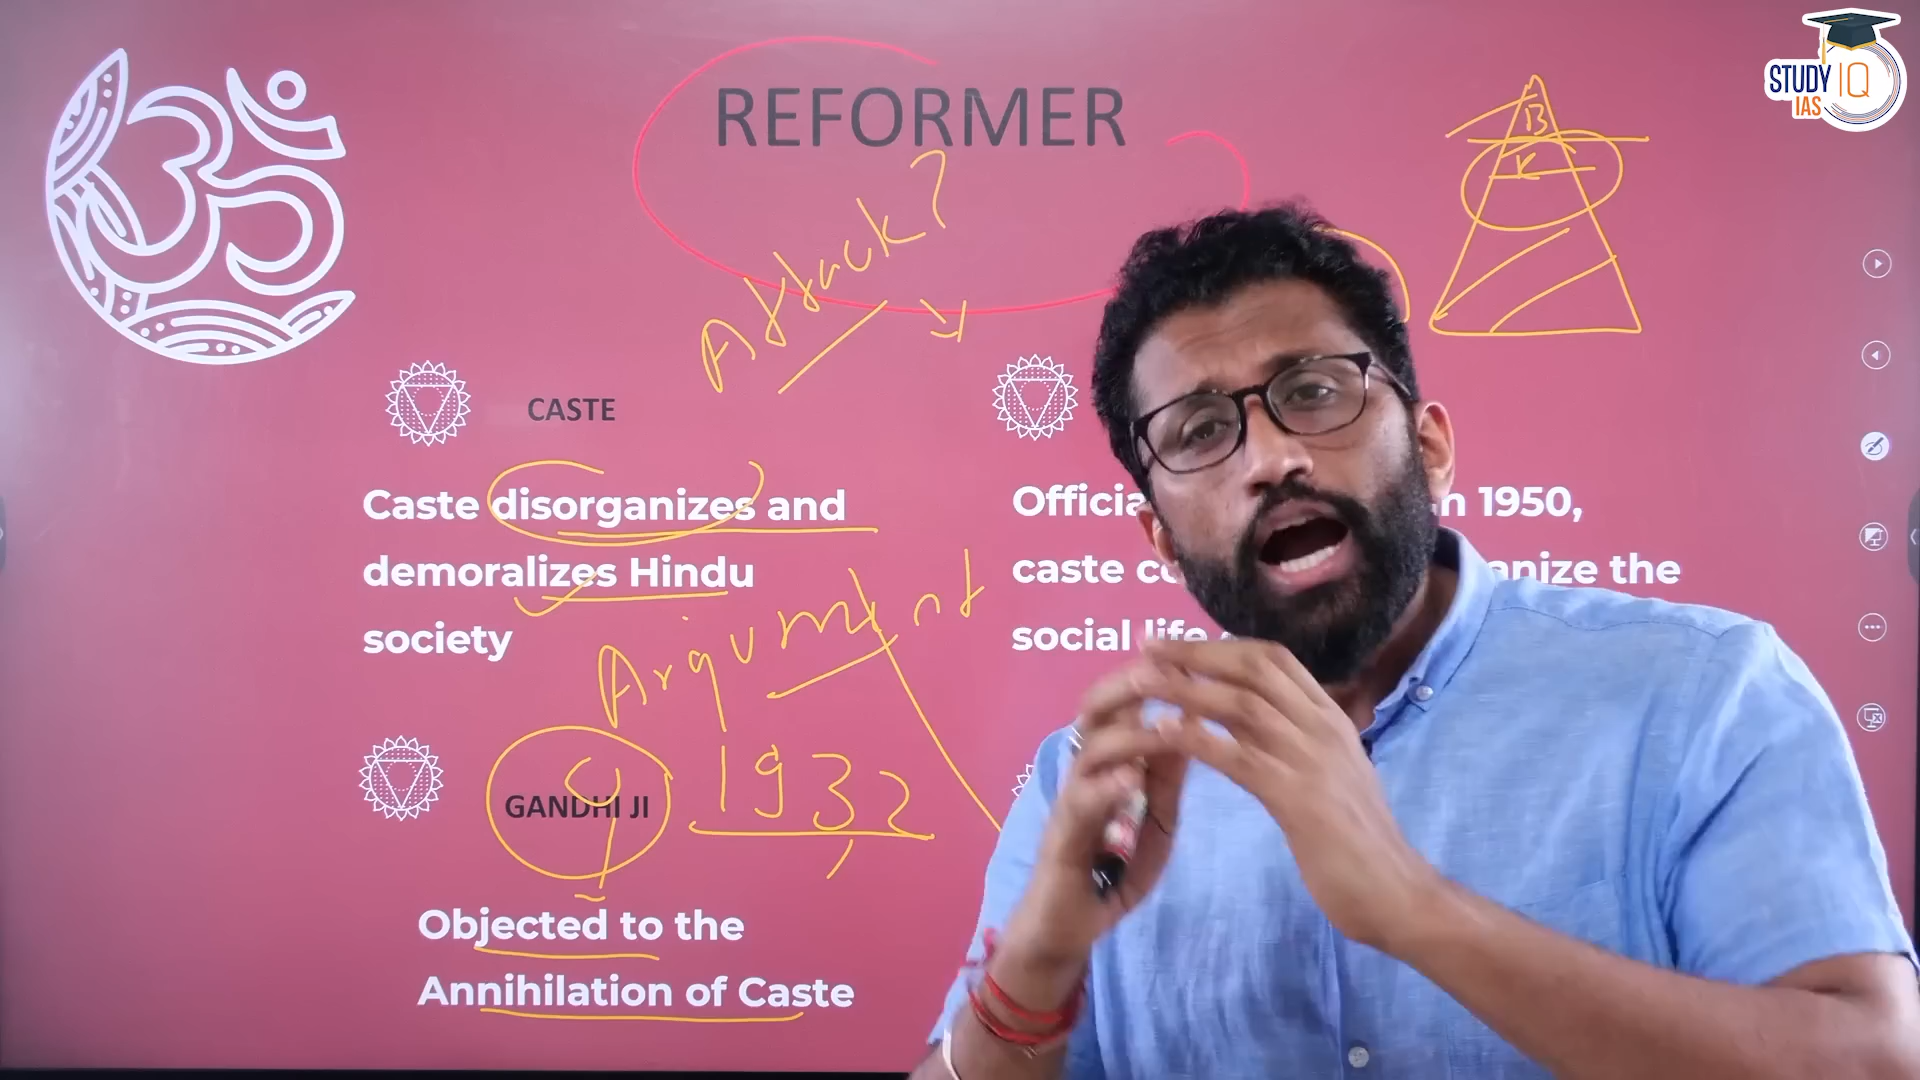 STUDY IQ
IAS
REFORMER
B
K
Attack?
CASTE
Caste disorganizes and
demoralizes Hindu
society
Officia n 1950,
caste co anize the
social life
Argument
GANDHI JI
1932
Objected to the
Annihilation of Caste